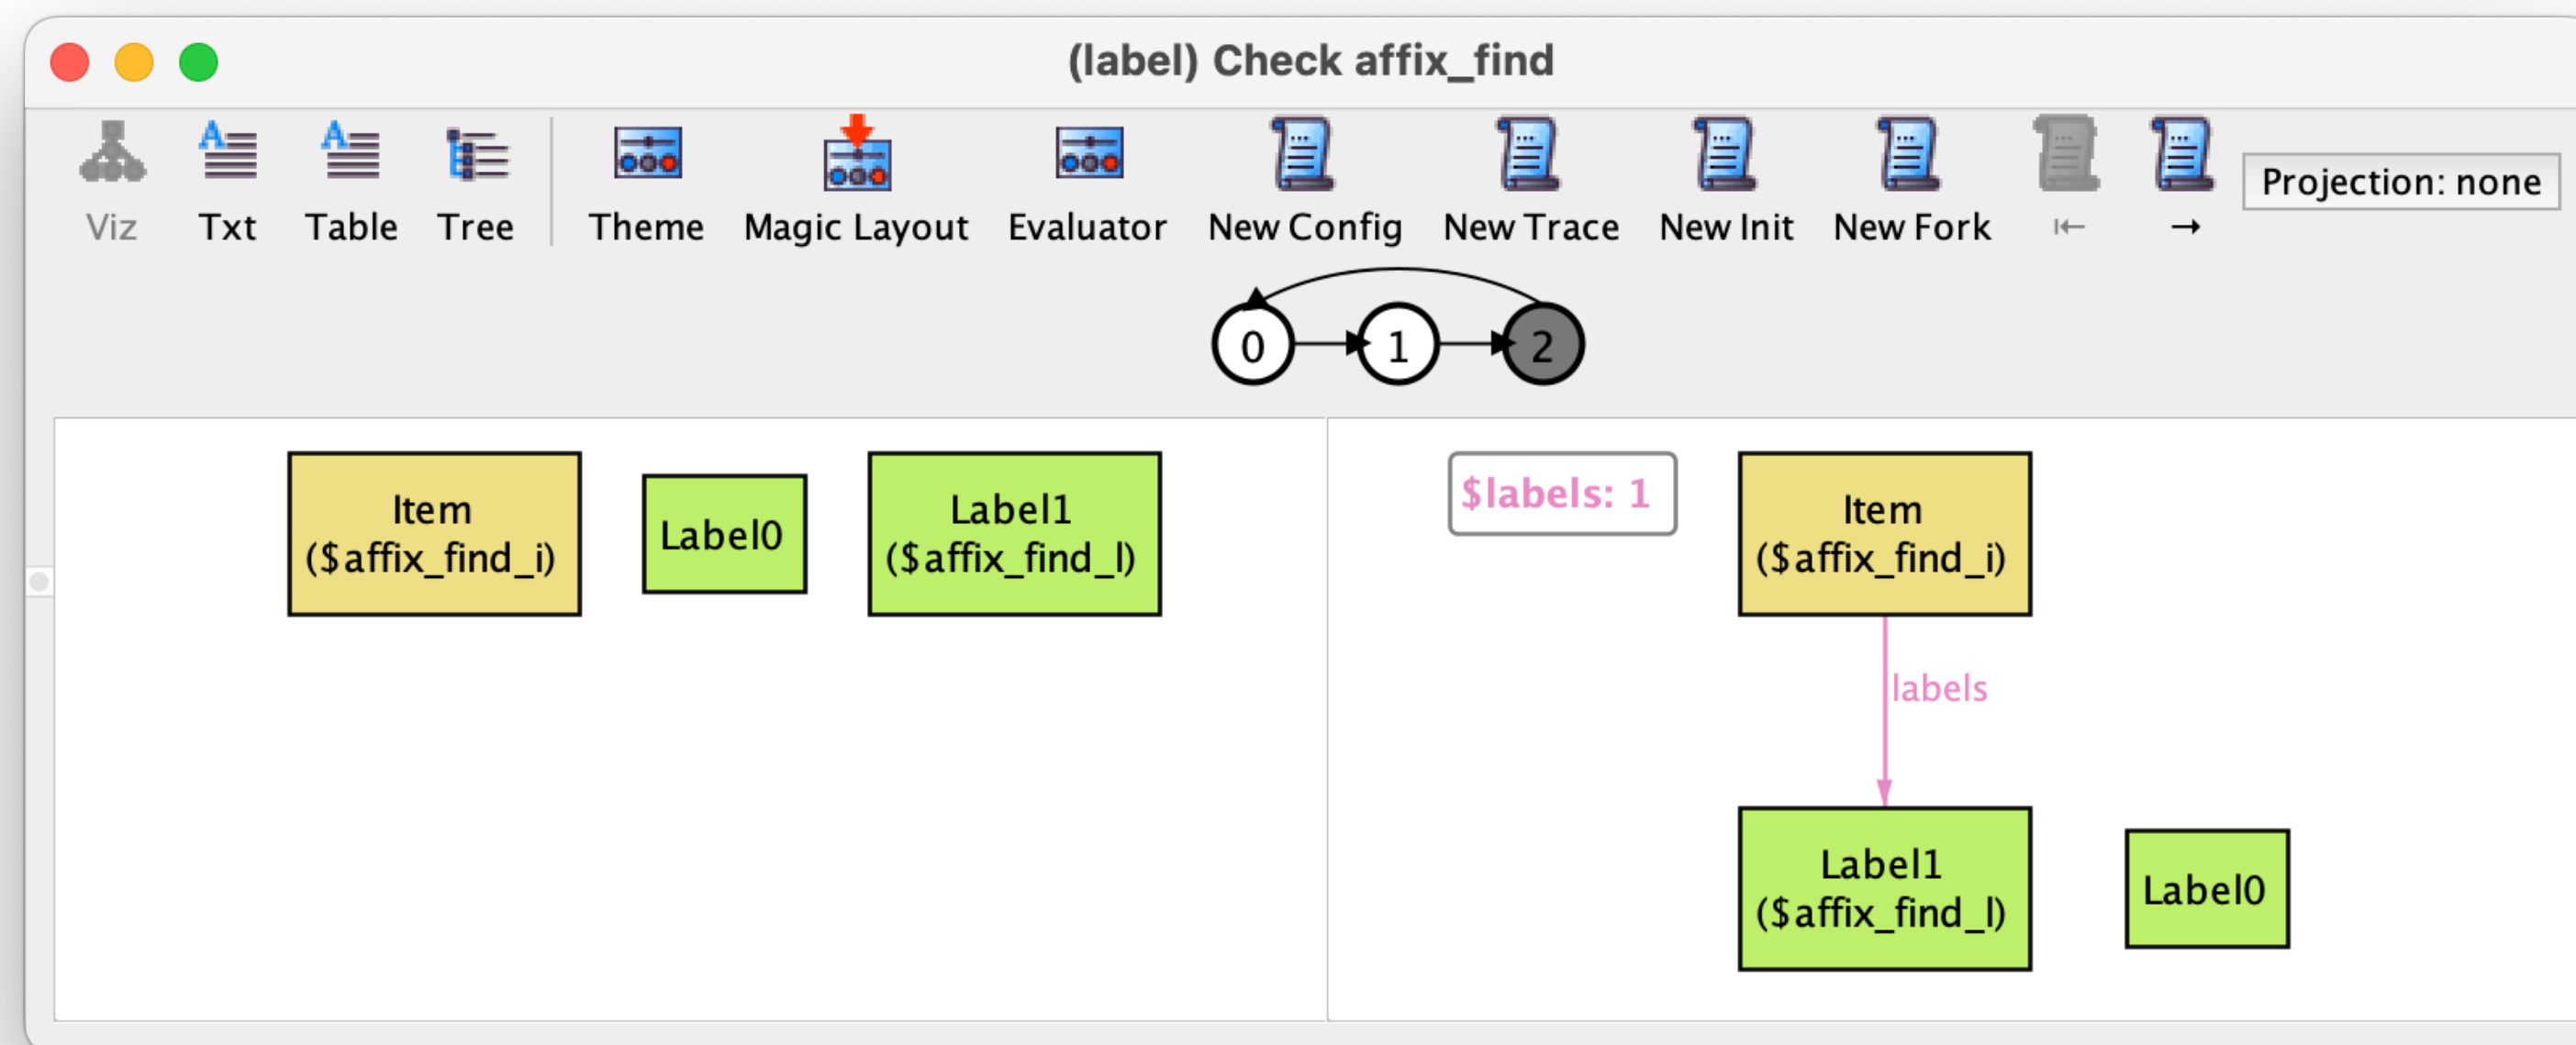 (label) Check affix_find
Viz
Txt
Table
Tree
Theme
Magic Layout
Evaluator
New Config
New Trace
New Init
New Fork
Projection: none
0
1
2
Item
($affix_find_i)
Label0
Label1
($affix_find_l)
$labels: 1
Item
($affix_find_i)
labels
Label1
($affix_find_l)
Label0